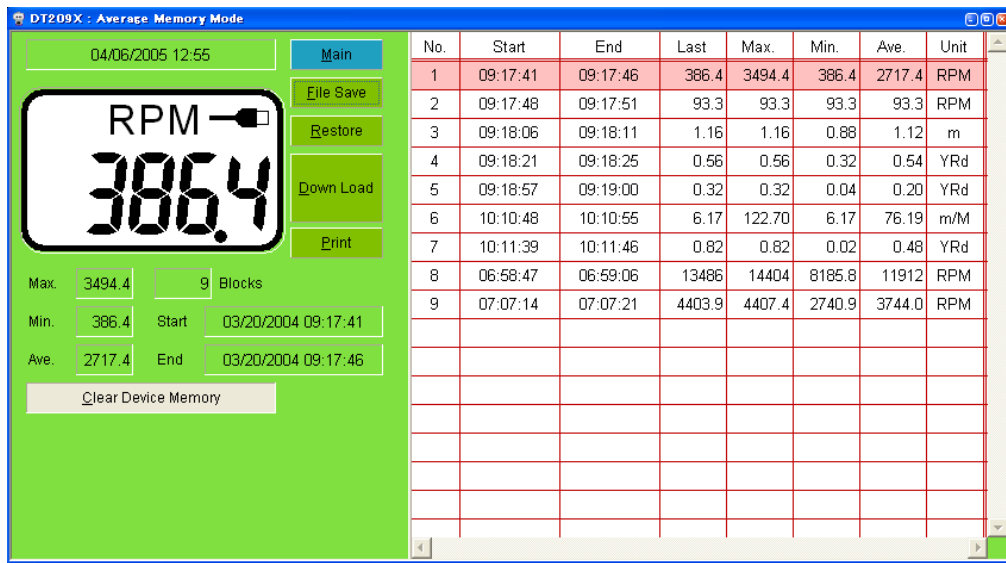 DT209X : Average Memory Mode
04/06/2005 12:55
Main
File Save
Restore
Down Load
Print
RPM
386.4
Max. 3494.4 9 Blocks
Min. 386.4 Start 03/20/2004 09:17:41
Ave. 2717.4 End 03/20/2004 09:17:46
Clear Device Memory
No. Start End Last Max. Min. Ave. Unit
1 09:17:41 09:17:46 386.4 3494.4 386.4 2717.4 RPM
2 09:17:48 09:17:51 93.3 93.3 93.3 93.3 RPM
3 09:18:06 09:18:11 1.16 1.16 0.88 1.12 m
4 09:18:21 09:18:25 0.56 0.56 0.32 0.54 YRd
5 09:18:57 09:19:00 0.32 0.32 0.04 0.20 YRd
6 10:10:48 10:10:55 6.17 122.70 6.17 76.19 m/M
7 10:11:39 10:11:46 0.82 0.82 0.02 0.48 YRd
8 06:58:47 06:59:06 13486 14404 8185.8 11912 RPM
9 07:07:14 07:07:21 4403.9 4407.4 2740.9 3744.0 RPM